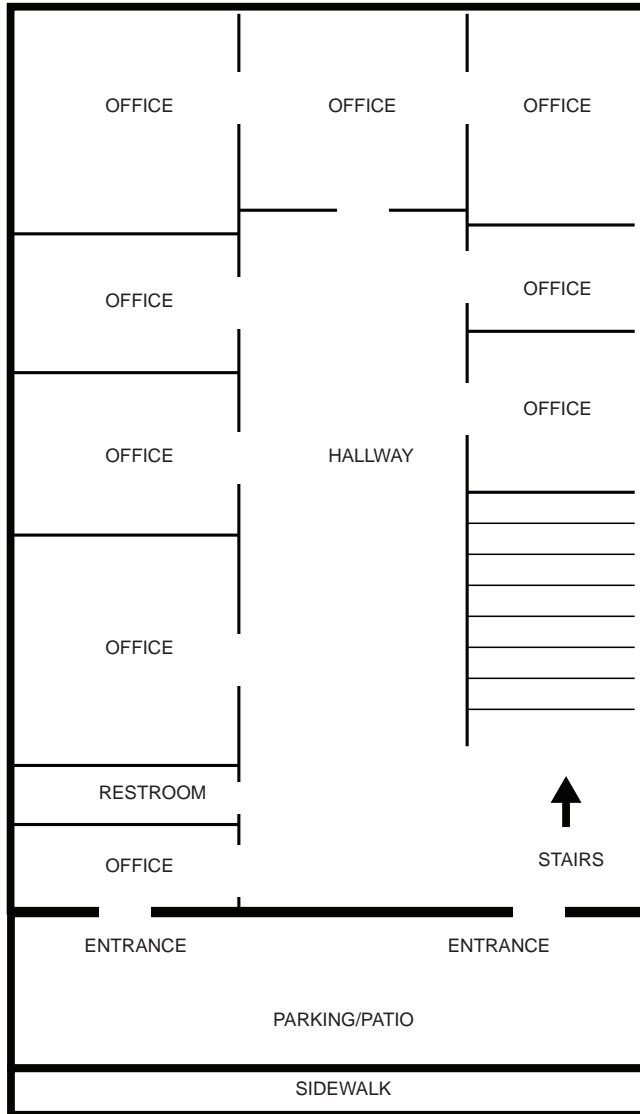 OFFICE
OFFICE
OFFICE
OFFICE
OFFICE
OFFICE
OFFICE
HALLWAY
OFFICE
RESTROOM
OFFICE
STAIRS
ENTRANCE
ENTRANCE
PARKING/PATIO
SIDEWALK